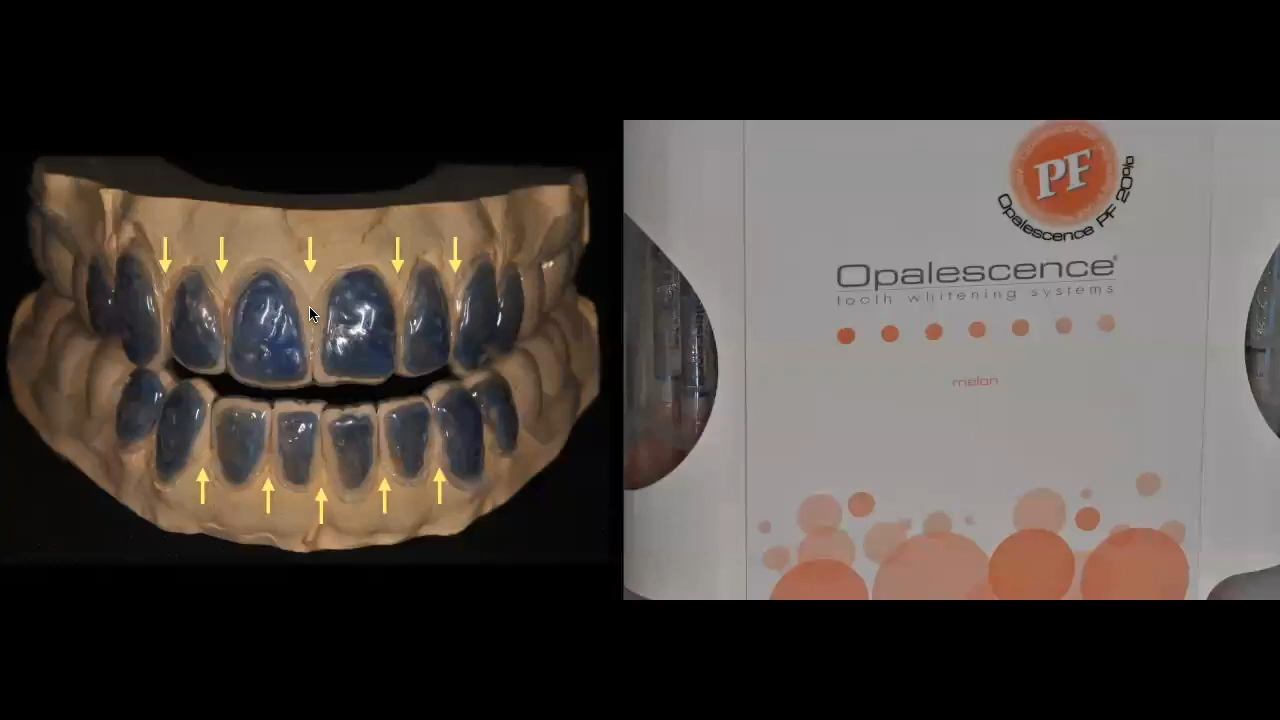 PF
Opalescence PF 20%
Opalescence®
tooth whitening systems
melon